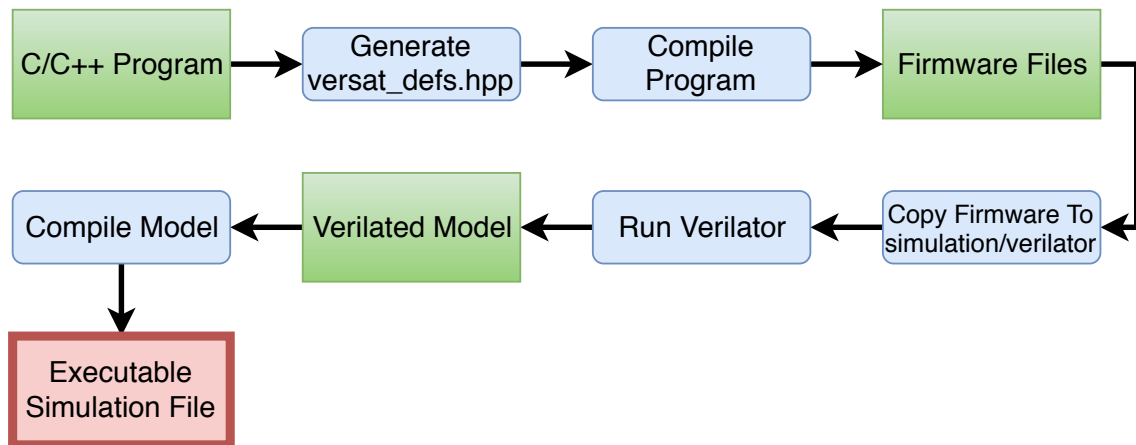 C/C++ Program
Generate
versat_defs.hpp
Compile
Program
Firmware Files
Compile Model
Verilated Model
Run Verilator
Copy Firmware To
simulation/verilator
Executable
Simulation File